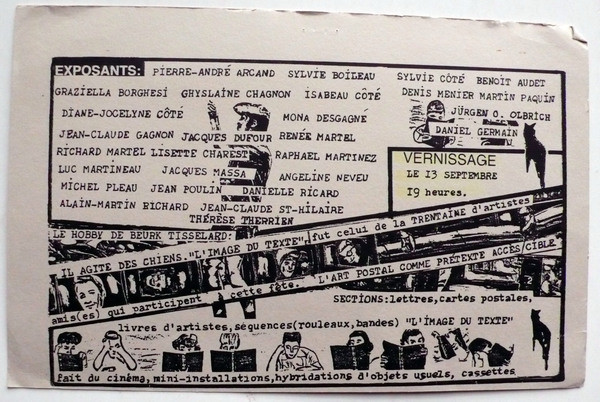 EXPOSANTS: PIERRE-ANDRÉ ARCAND SYLVIE BOILEAU SYLVIE CÔTÉ BENOIT AUDET
GRAZIELLA BORGHESI GHYSLAINE CHAGNON ISABEAU CÔTÉ DENIS MENIER MARTIN PAQUIN
DIANE-JOCELYNE CÔTÉ MONA DESGAGNÉ JÜRGEN O. OLBRICH
JEAN-CLAUDE GAGNON JACQUES DUFOUR RENÉE MARTEL DANIEL GERMAIN
RICHARD MARTEL LISETTE CHAREST RAPHAEL MARTINEZ
LUC MARTINEAU JACQUES MASSA ANGELINE NEVEU
MICHEL PLEAU JEAN POULIN DANIELLE RICARD
ALAIN-MARTIN RICHARD JEAN-CLAUDE ST-HILAIRE
THÉRÈSE THERRIEN
VERNISSAGE
LE 13 SEPTEMBRE
19 heures.
LE HOBBY DE BEURK TISSELARD:
IL AGITE DES CHIENS."L'IMAGE DU TEXTE", fut celui de la TRENTAINE d'artistes
amis(es) qui participent à cette fête. L'ART POSTAL COMME PRÉTEXTE ACCESSIBLE.
SECTIONS:lettres,cartes postales,
livres d'artistes,séquences(rouleaux,bandes) "L'IMAGE DU TEXTE"
fait du cinéma,mini-installations,hybridations d'objets usuels, cassettes